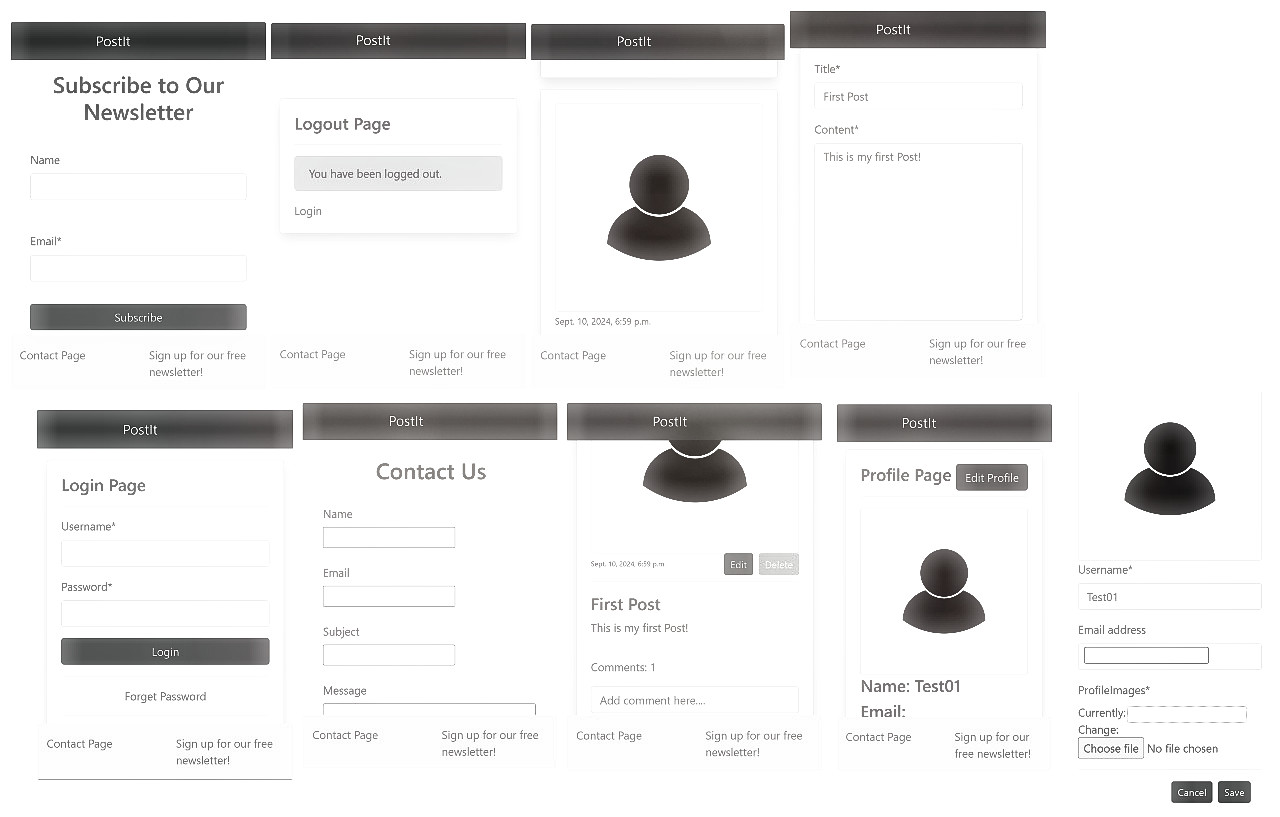 PostIt
Subscribe to Our
Newsletter
Name
Email*
Subscribe
Contact Page
Sign up for our free
newsletter!
PostIt
Logout Page
You have been logged out.
Login
Contact Page
Sign up for our free
newsletter!
PostIt
Sept. 10, 2024, 6:59 p.m.
Contact Page
Sign up for our free
newsletter!
PostIt
Title*
First Post
Content*
This is my first Post!
Contact Page
Sign up for our free
newsletter!
PostIt
Login Page
Username*
Password*
Login
Forget Password
Contact Page
Sign up for our free
newsletter!
PostIt
Contact Us
Name
Email
Subject
Message
Contact Page
Sign up for our free
newsletter!
PostIt
Sept. 10, 2024, 6:59 p.m
Edit
Delete
First Post
This is my first Post!
Comments: 1
Add comment here....
Contact Page
Sign up for our free
newsletter!
PostIt
Profile Page
Edit Profile
Name: Test01
Email:
Contact Page
Sign up for our
free newsletter!
Username*
Test01
Email address
ProfileImages*
Currently:
Change:
Choose file No file chosen
Cancel
Save